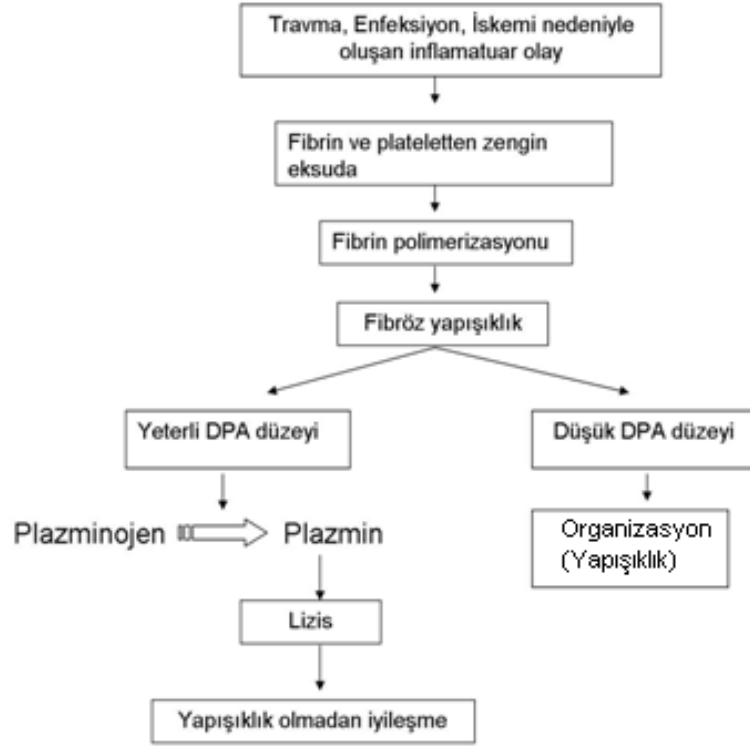 Travma, Enfeksiyon, İskemi nedeniyle
oluşan inflamatuar olay
Fibrin ve plateletten zengin
eksuda
Fibrin polimerizasyonu
Fibröz yapışıklık
Yeterli DPA düzeyi
Düşük DPA düzeyi
Plazminojen
Plazmin
Organizasyon
(Yapışıklık)
Lizis
Yapışıklık olmadan iyileşme